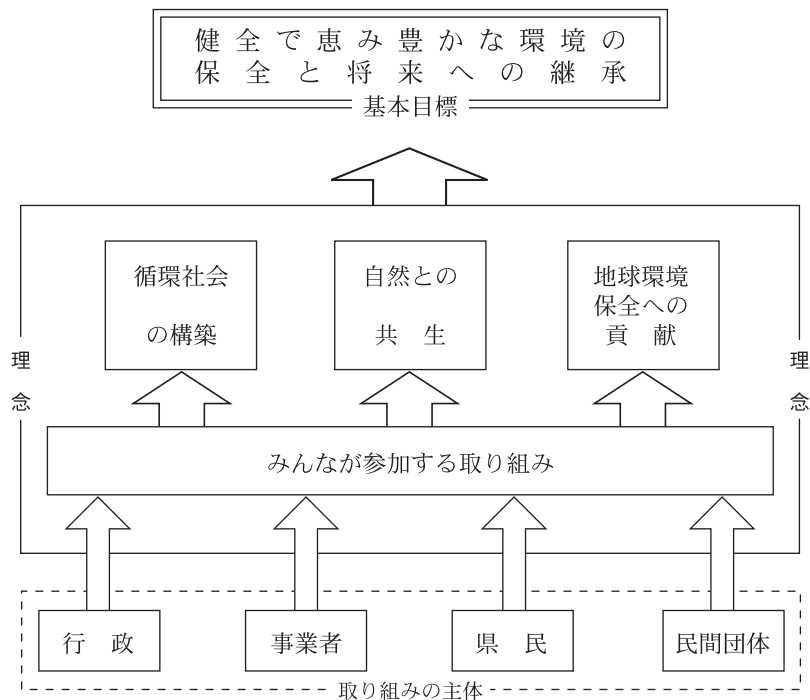 健全で恵み豊かな環境の
保全と将来への継承
基本目標
循環社会
の構築
自然との
共生
地球環境
保全への
貢献
理念
理念
みんなが参加する取り組み
行政
事業者
県民
民間団体
取り組みの主体